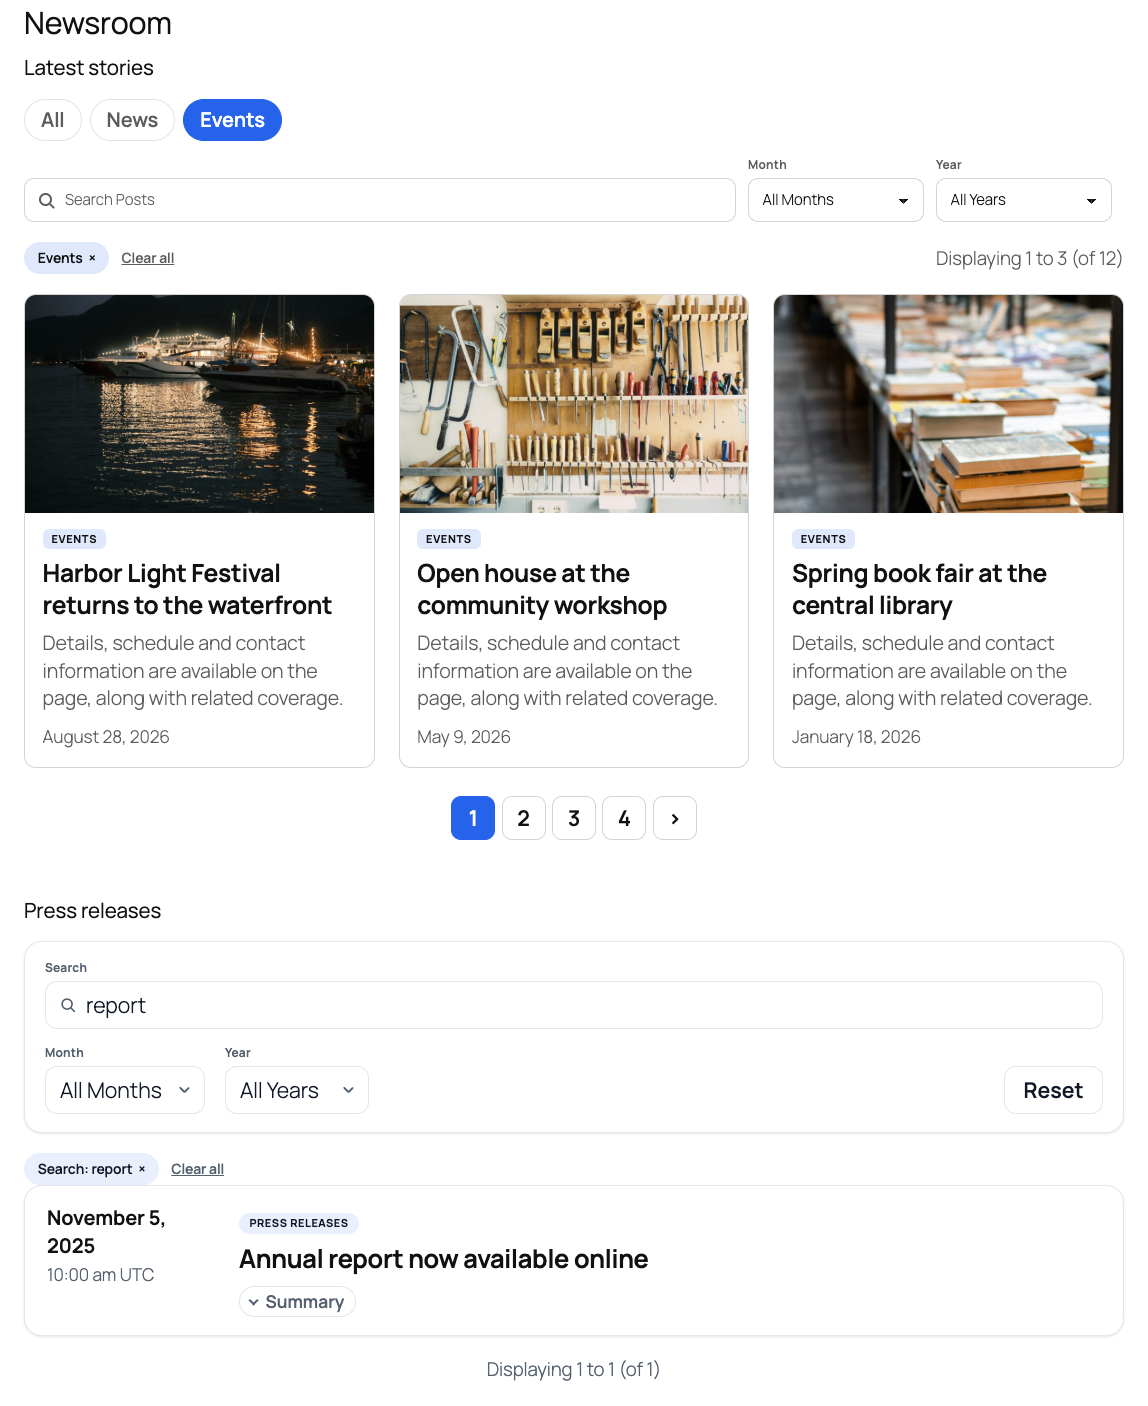 Newsroom
Latest stories
All
News
Events
Month
Year
Search Posts
All Months
All Years
Events ×
Clear all
Displaying 1 to 3 (of 12)
EVENTS
Harbor Light Festival
returns to the waterfront
Details, schedule and contact
information are available on the
page, along with related coverage.
August 28, 2026
EVENTS
Open house at the
community workshop
Details, schedule and contact
information are available on the
page, along with related coverage.
May 9, 2026
EVENTS
Spring book fair at the
central library
Details, schedule and contact
information are available on the
page, along with related coverage.
January 18, 2026
1
2
3
4
›
Press releases
Search
report
Month
Year
All Months
All Years
Reset
Search: report ×
Clear all
November 5,
2025
10:00 am UTC
PRESS RELEASES
Annual report now available online
Summary
Displaying 1 to 1 (of 1)